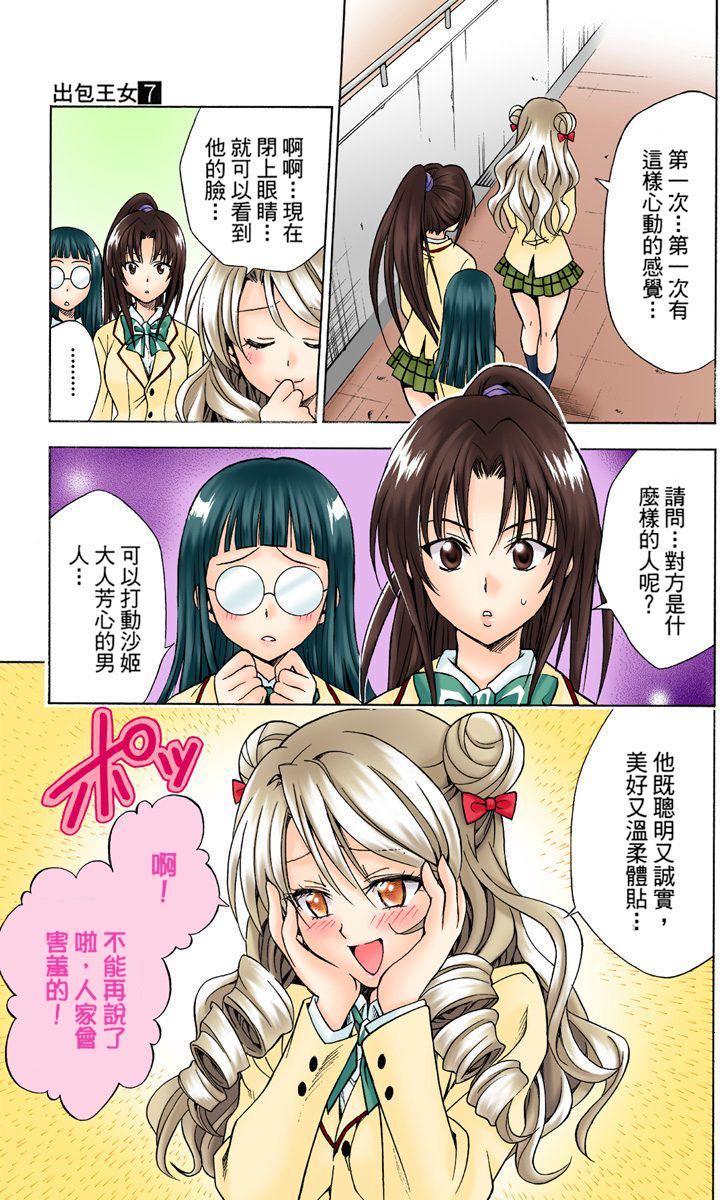 出包王女7
第一次…第一次有
這樣心動的感覺…
啊啊…現在
閉上眼睛…
就可以看到
他的臉…
………
請問…對方是什
麼樣的人呢？
可以打動沙姬
大人芳心的男
人…
他既聰明又誠實，
美好又溫柔體貼…
ポッ
啊！
不能再說了
啦，人家會
害羞的！